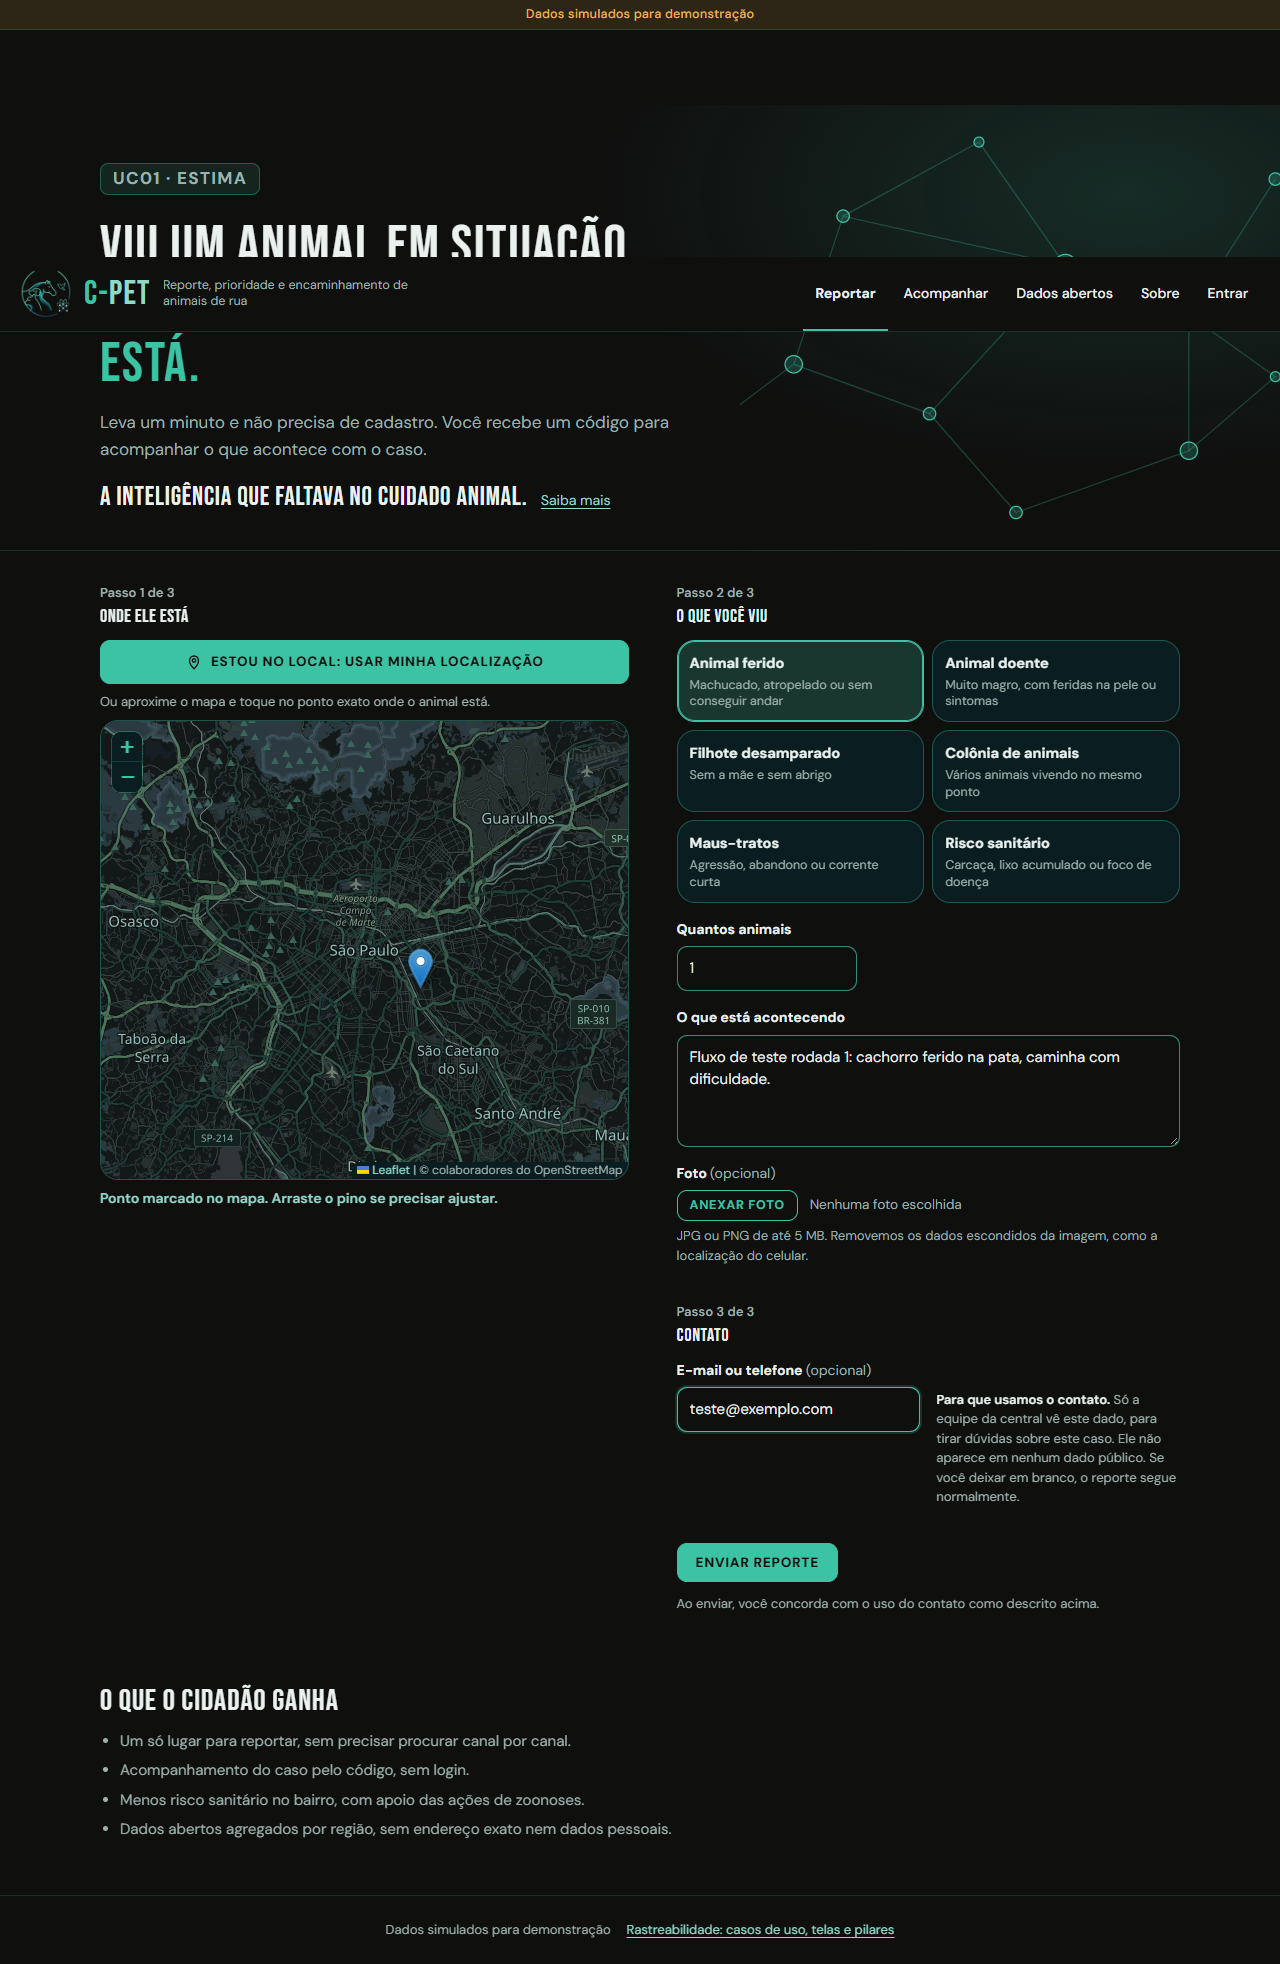 Dados simulados para demonstração
UC01 · ESTIMA
VIU UM ANIMAL EM SITUAÇÃO
C-PET
Reporte, prioridade e encaminhamento de
animais de rua
Reportar
Acompanhar
Dados abertos
Sobre
Entrar
ESTÁ.
Leva um minuto e não precisa de cadastro. Você recebe um código para
acompanhar o que acontece com o caso.
A INTELIGÊNCIA QUE FALTAVA NO CUIDADO ANIMAL. Saiba mais
Passo 1 de 3
ONDE ELE ESTÁ
ESTOU NO LOCAL: USAR MINHA LOCALIZAÇÃO
Ou aproxime o mapa e toque no ponto exato onde o animal está.
+
−
Guarulhos
Aeroporto
Campo
de Marte
Osasco
São Paulo
SP-010
BR-381
Taboão da
Serra
São Caetano
do Sul
Santo André
SP-214
Leaflet | © colaboradores do OpenStreetMap
Ponto marcado no mapa. Arraste o pino se precisar ajustar.
Passo 2 de 3
O QUE VOCÊ VIU
Animal ferido
Machucado, atropelado ou sem
conseguir andar
Animal doente
Muito magro, com feridas na pele ou
sintomas
Filhote desamparado
Sem a mãe e sem abrigo
Colônia de animais
Vários animais vivendo no mesmo
ponto
Maus-tratos
Agressão, abandono ou corrente
curta
Risco sanitário
Carcaça, lixo acumulado ou foco de
doença
Quantos animais
1
O que está acontecendo
Fluxo de teste rodada 1: cachorro ferido na pata, caminha com
dificuldade.
Foto (opcional)
ANEXAR FOTO
Nenhuma foto escolhida
JPG ou PNG de até 5 MB. Removemos os dados escondidos da imagem, como a
localização do celular.
Passo 3 de 3
CONTATO
E-mail ou telefone (opcional)
teste@exemplo.com
Para que usamos o contato. Só a
equipe da central vê este dado, para
tirar dúvidas sobre este caso. Ele não
aparece em nenhum dado público. Se
você deixar em branco, o reporte segue
normalmente.
ENVIAR REPORTE
Ao enviar, você concorda com o uso do contato como descrito acima.
O QUE O CIDADÃO GANHA
• Um só lugar para reportar, sem precisar procurar canal por canal.
• Acompanhamento do caso pelo código, sem login.
• Menos risco sanitário no bairro, com apoio das ações de zoonoses.
• Dados abertos agregados por região, sem endereço exato nem dados pessoais.
Dados simulados para demonstração
Rastreabilidade: casos de uso, telas e pilares